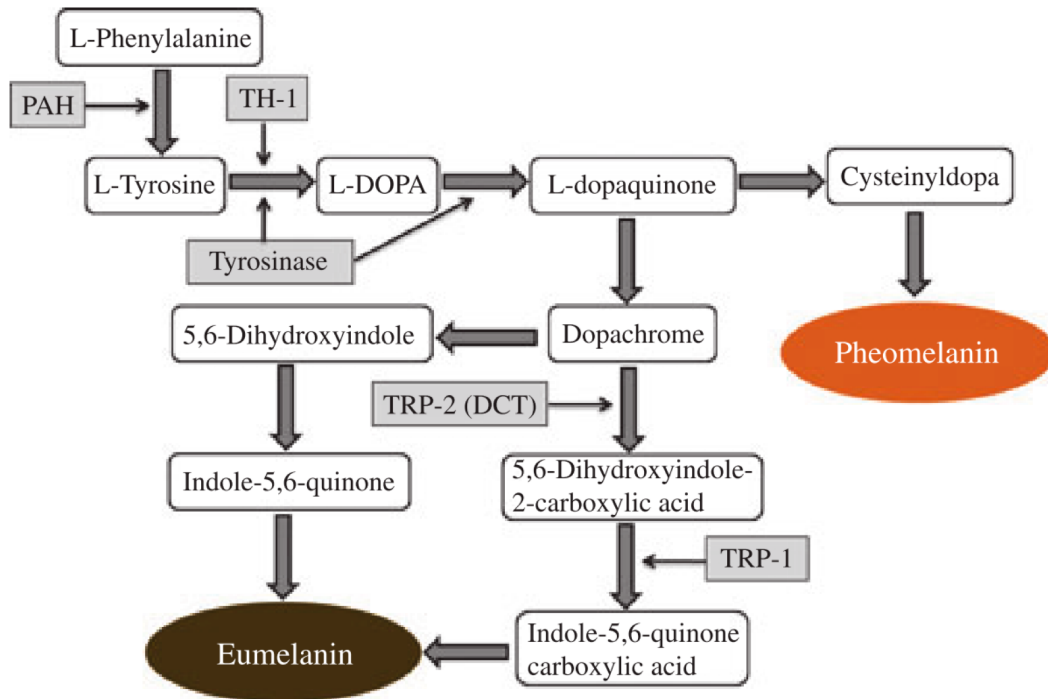 L-Phenylalanine
PAH
TH-1
L-Tyrosine
L-DOPA
L-dopaquinone
Cysteinyldopa
Tyrosinase
5,6-Dihydroxyindole
Dopachrome
Pheomelanin
TRP-2 (DCT)
Indole-5,6-quinone
5,6-Dihydroxyindole-
2-carboxylic acid
TRP-1
Eumelanin
Indole-5,6-quinone
carboxylic acid